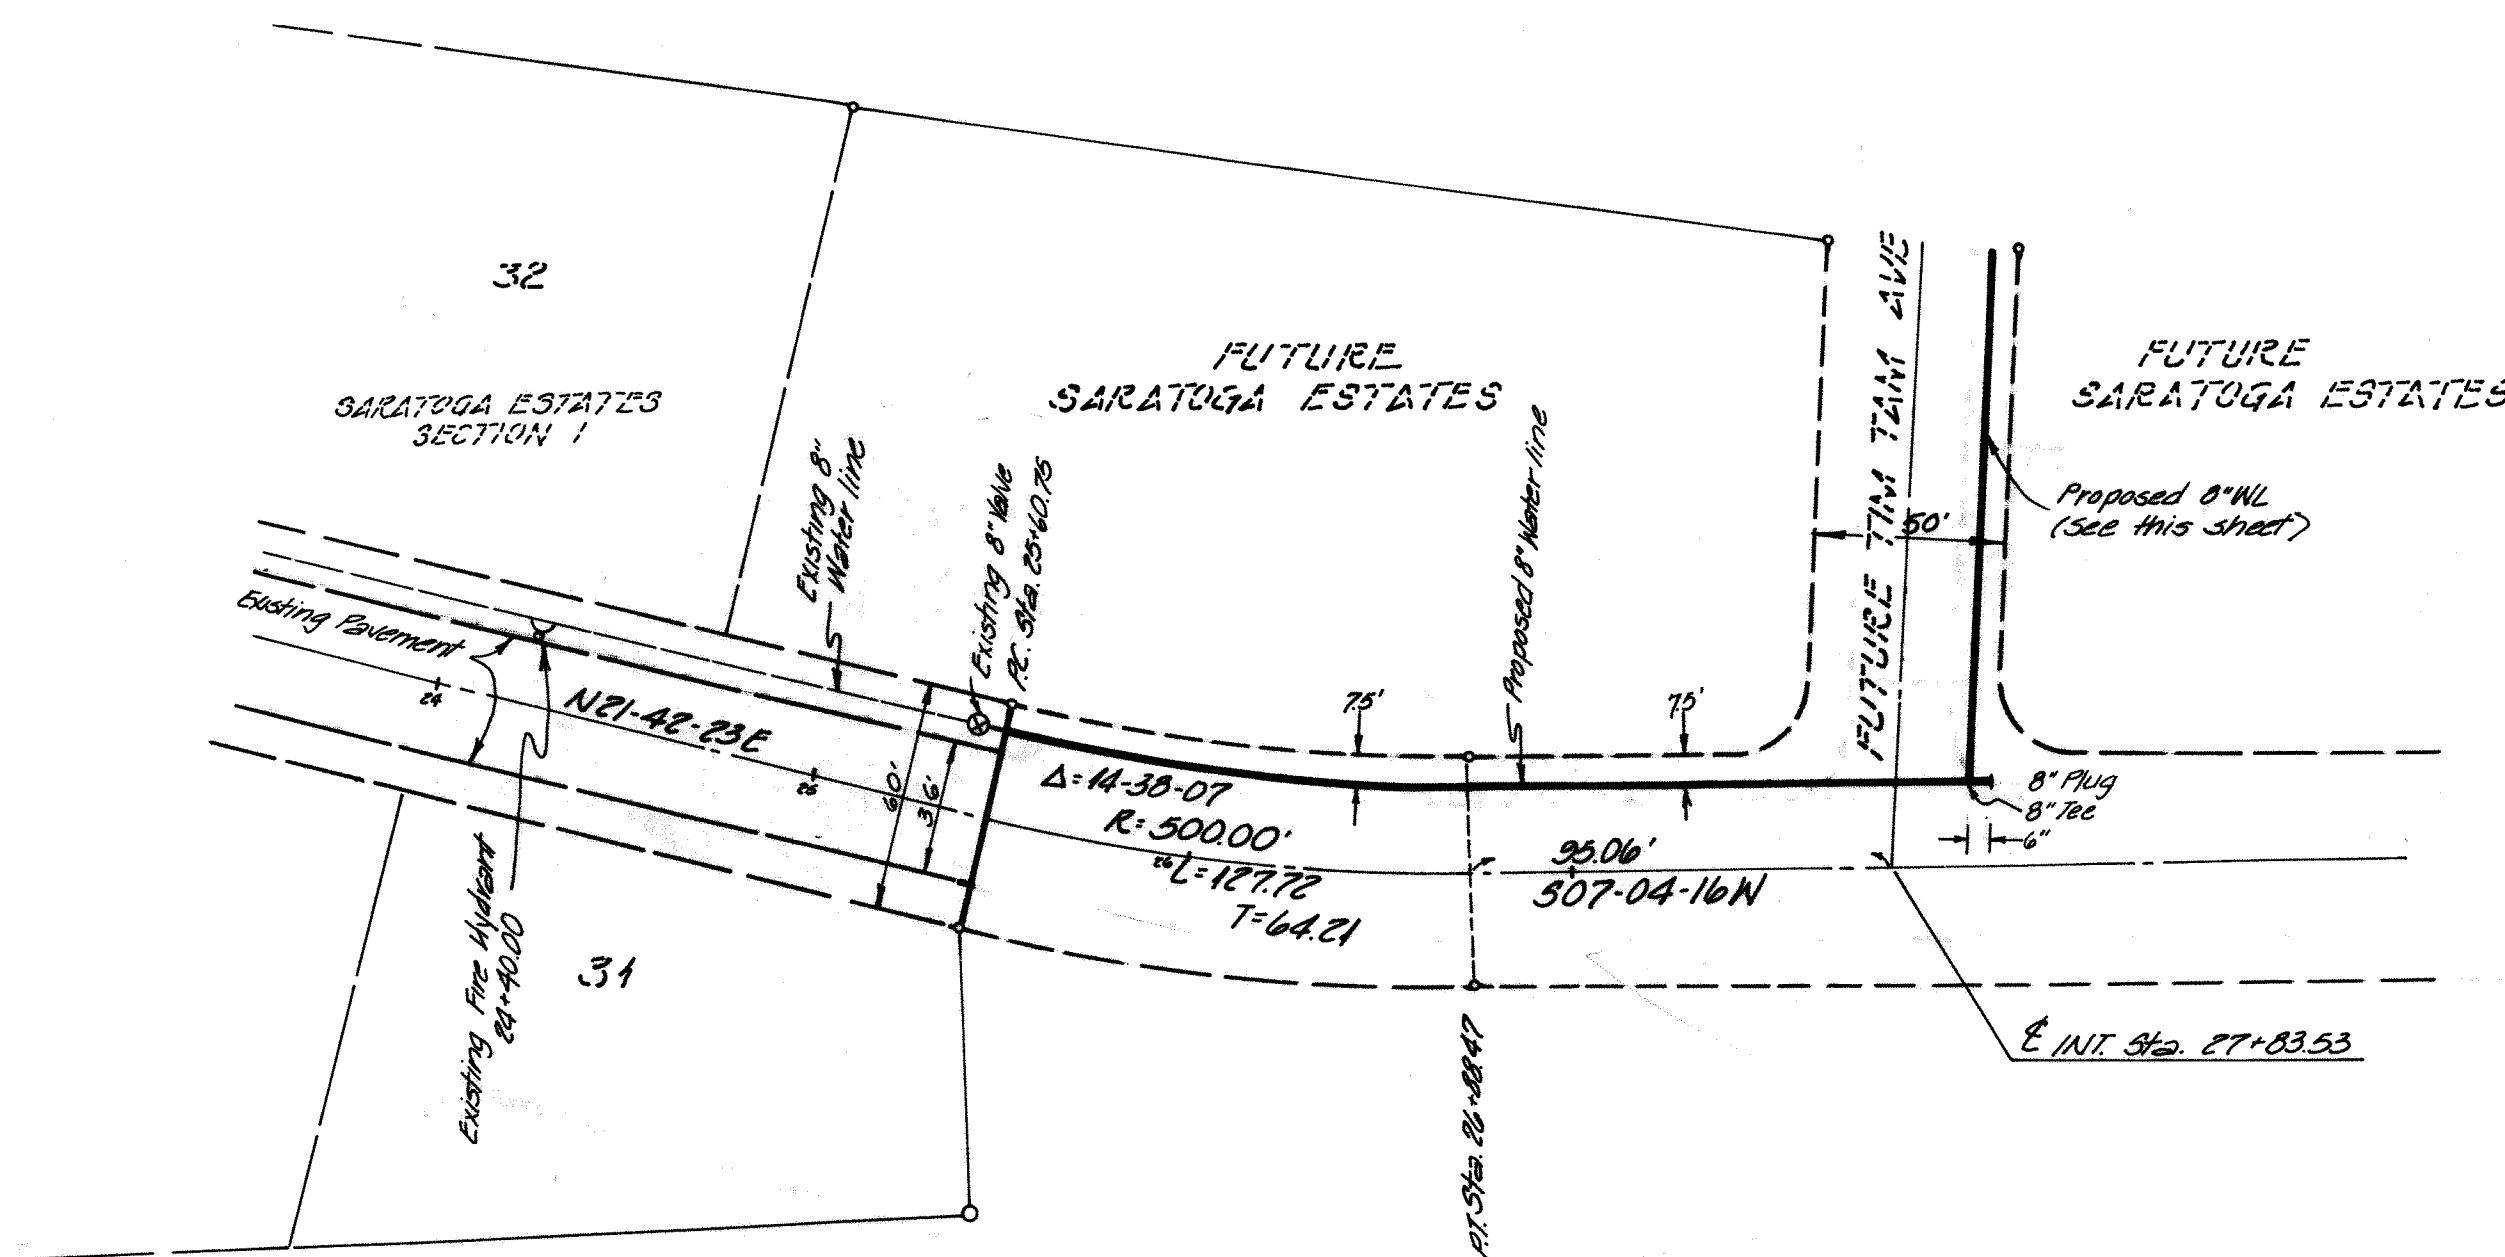 32
SARATOGA ESTATES
SECTION 1
FUTURE
SARATOGA ESTATES
FUTURE TIM TAM AVE
FUTURE
SARATOGA ESTATES
Proposed 8" WL
(See this sheet)
50'
Existing 8"
Water line
Existing 8" Valve
P.C. Sta. 25+60.75
Proposed 8" Water line
Existing Pavement
24
N21-42-23E
25
60'
36'
7.5'
7.5'
Δ=14-38-07
R=500.00'
26
L=127.72
T=64.21
95.06'
S07-04-16W
8" Plug
8" Tee
6"
Existing Fire Hydrant
24+40.00
31
P.T. Sta. 26+88.47
℄ INT. Sta. 27+83.53